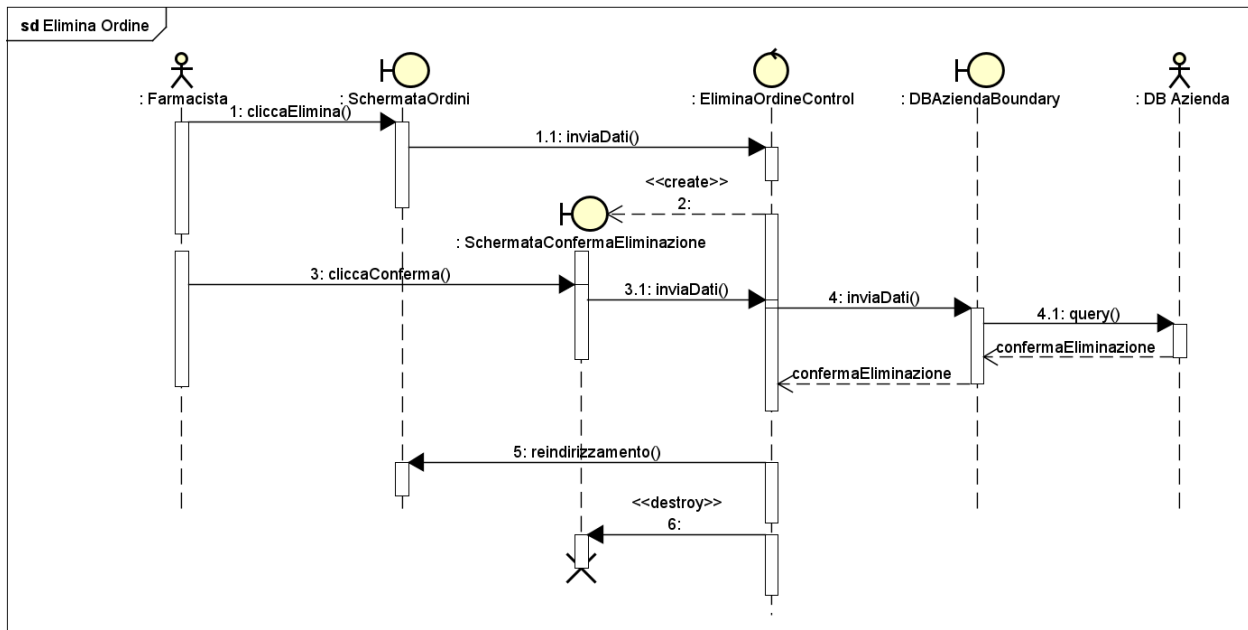 sd Elimina Ordine
: Farmacista
: SchermataOrdini
: EliminaOrdineControl
: DBAziendaBoundary
: DB Azienda
1: cliccaElimina()
1.1: inviaDati()
<<create>>
2:
: SchermataConfermaEliminazione
3: cliccaConferma()
3.1: inviaDati()
4: inviaDati()
4.1: query()
confermaEliminazione
confermaEliminazione
5: reindirizzamento()
<<destroy>>
6: